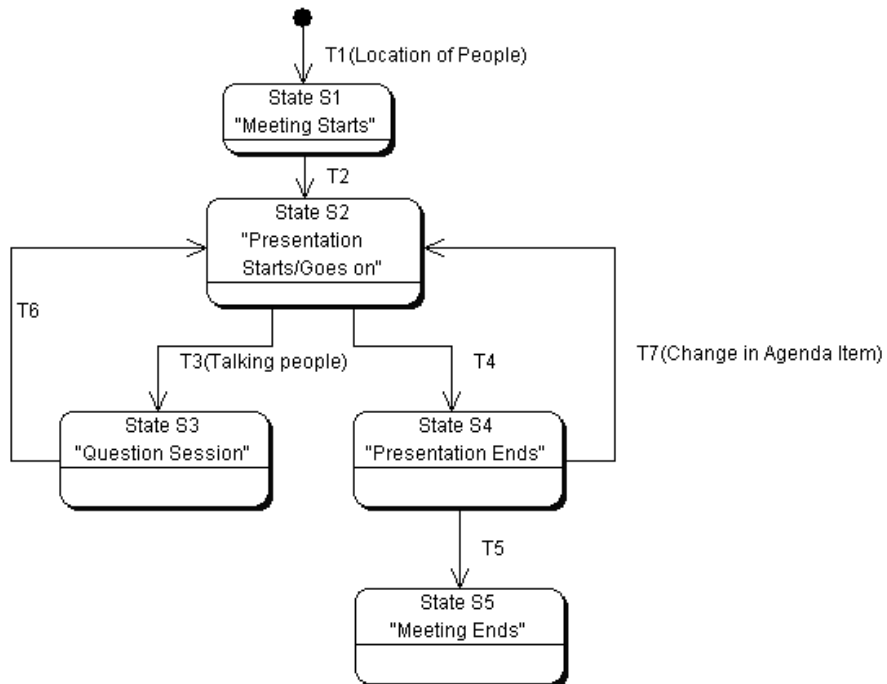 T1(Location of People)
State S1
"Meeting Starts"
T2
State S2
"Presentation
Starts/Goes on"
T6
T3(Talking people)
T4
T7(Change in Agenda Item)
State S3
"Question Session"
State S4
"Presentation Ends"
T5
State S5
"Meeting Ends"